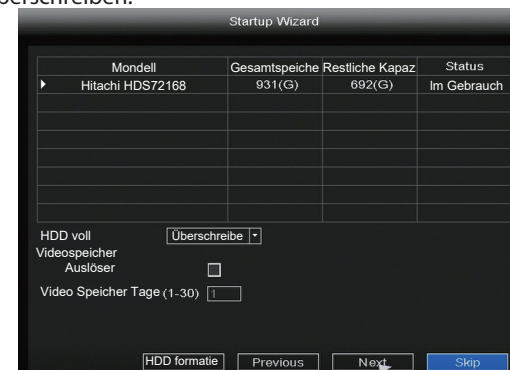 berschreiben.
Startup Wizard
Mondell Gesamtspeiche Restliche Kapaz Status
Hitachi HDS72168 931(G) 692(G) Im Gebrauch
HDD voll Überschreibe
Videospeicher
Auslöser
Video Speicher Tage (1-30) 1
HDD formatie Previous Next Skip